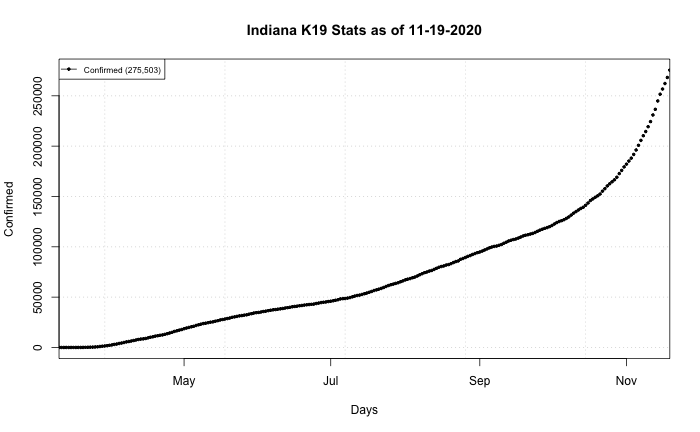 Indiana K19 Stats as of 11-19-2020
Confirmed (275,503)
250000
200000
150000
100000
50000
0
Confirmed
May Jul Sep Nov
Days